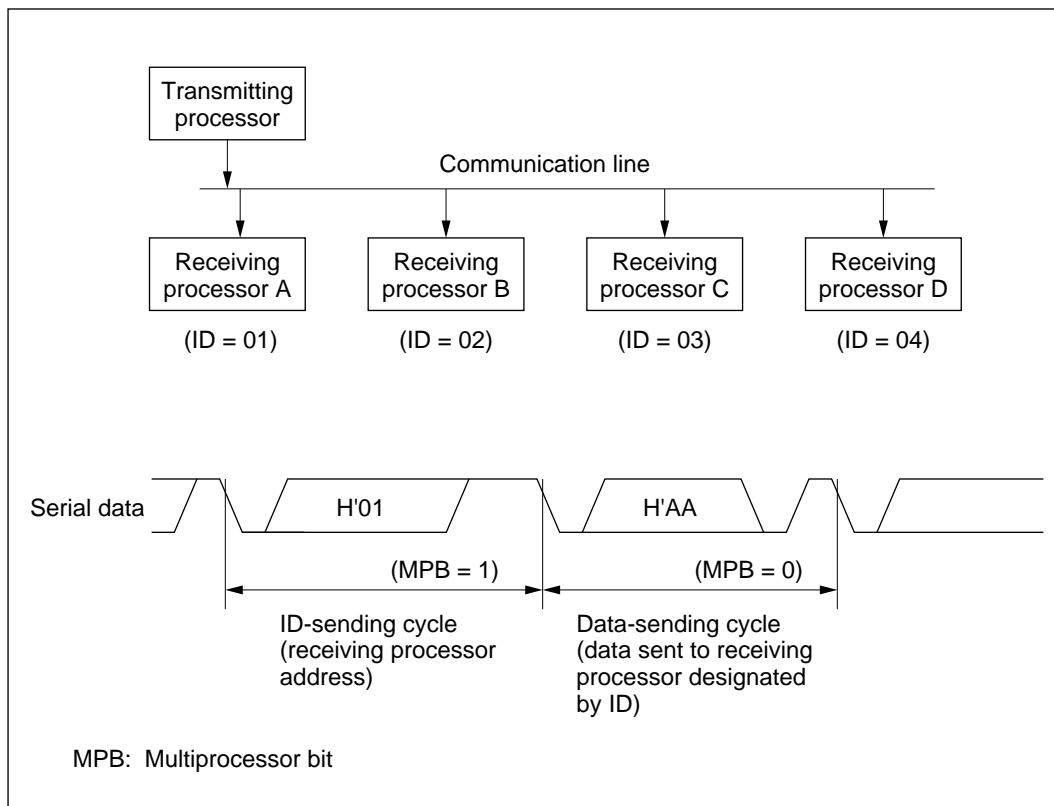 Transmitting
processor
Communication line
Receiving
processor A
Receiving
processor B
Receiving
processor C
Receiving
processor D
(ID = 01)
(ID = 02)
(ID = 03)
(ID = 04)
Serial data
H'01
H'AA
(MPB = 1)
(MPB = 0)
ID-sending cycle
(receiving processor
address)
Data-sending cycle
(data sent to receiving
processor designated
by ID)
MPB: Multiprocessor bit